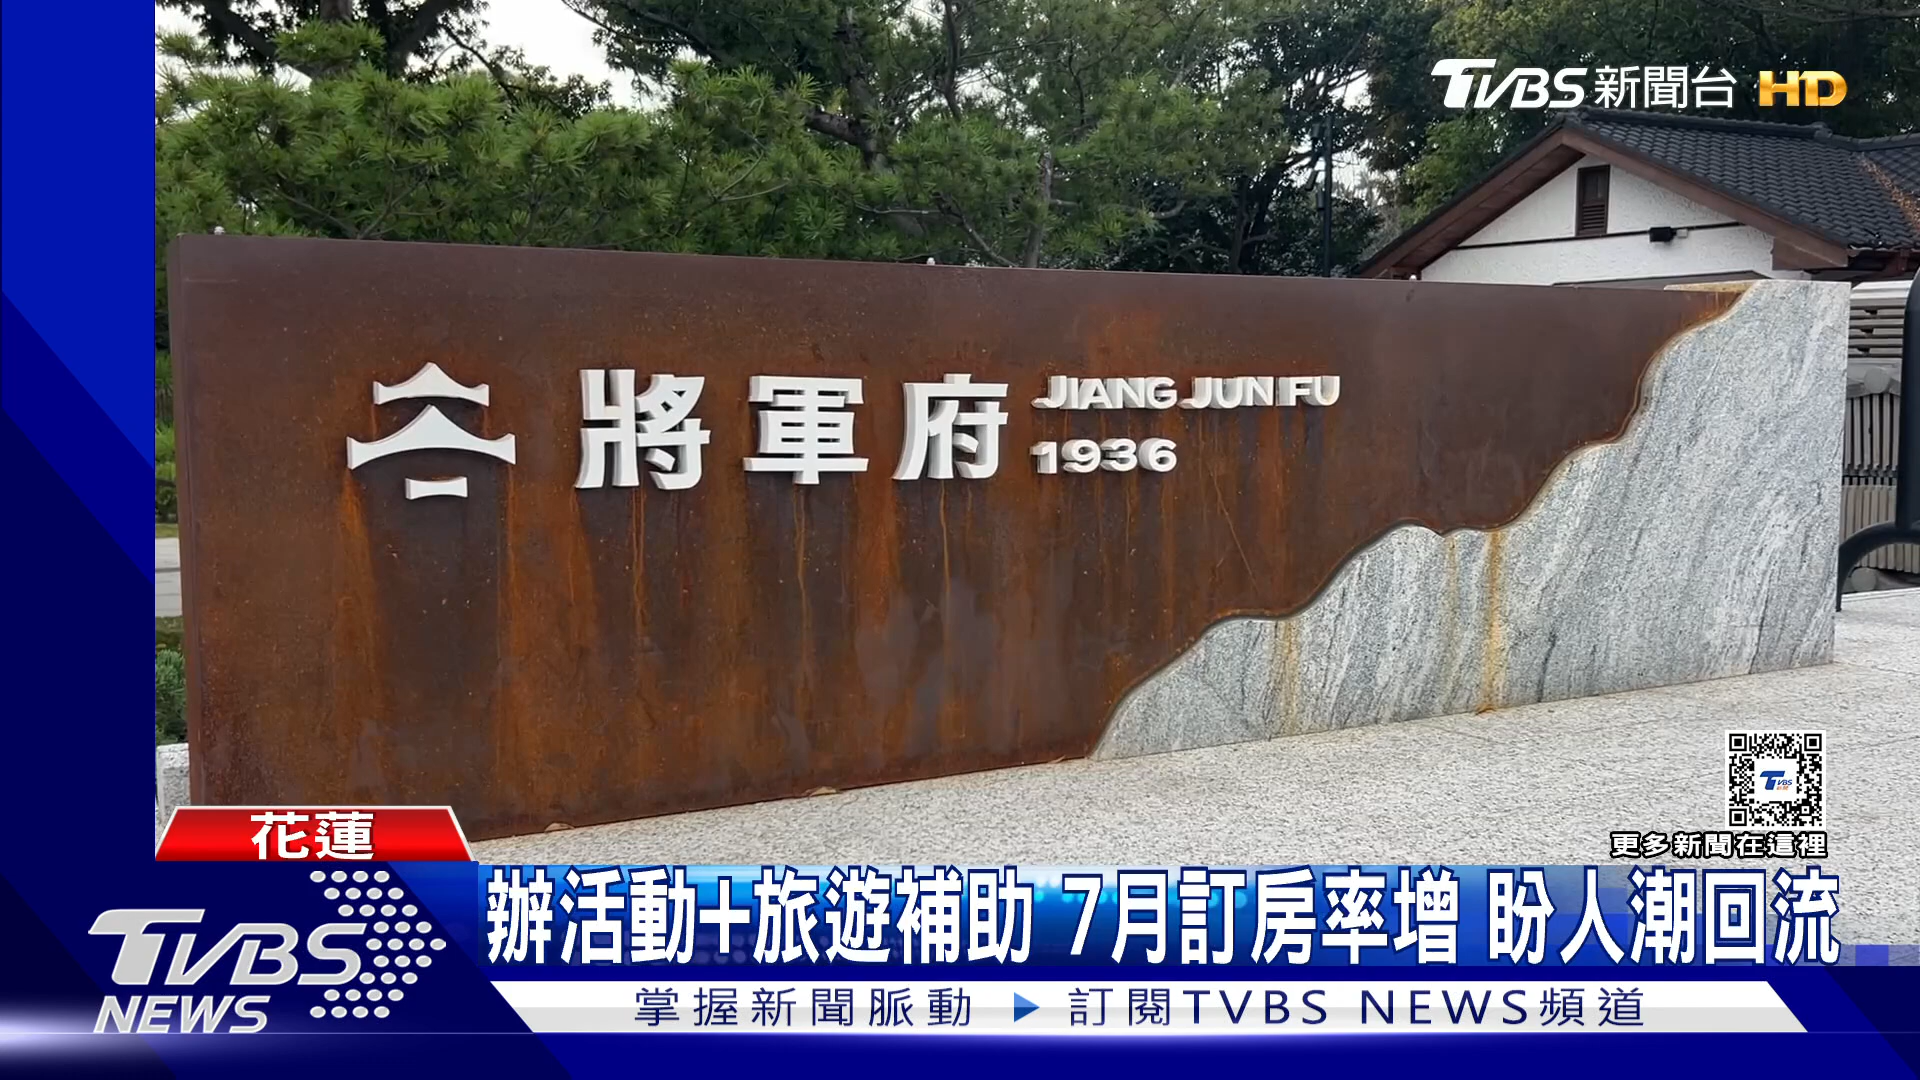 TVBS新聞台 HD
將軍府 JIANG JUN FU
1936
TVBS 新聞
更多新聞在這裡
花蓮
辦活動+旅遊補助 7月訂房率增 盼人潮回流
TVBS NEWS
掌握新聞脈動 ▶ 訂閱TVBS NEWS頻道